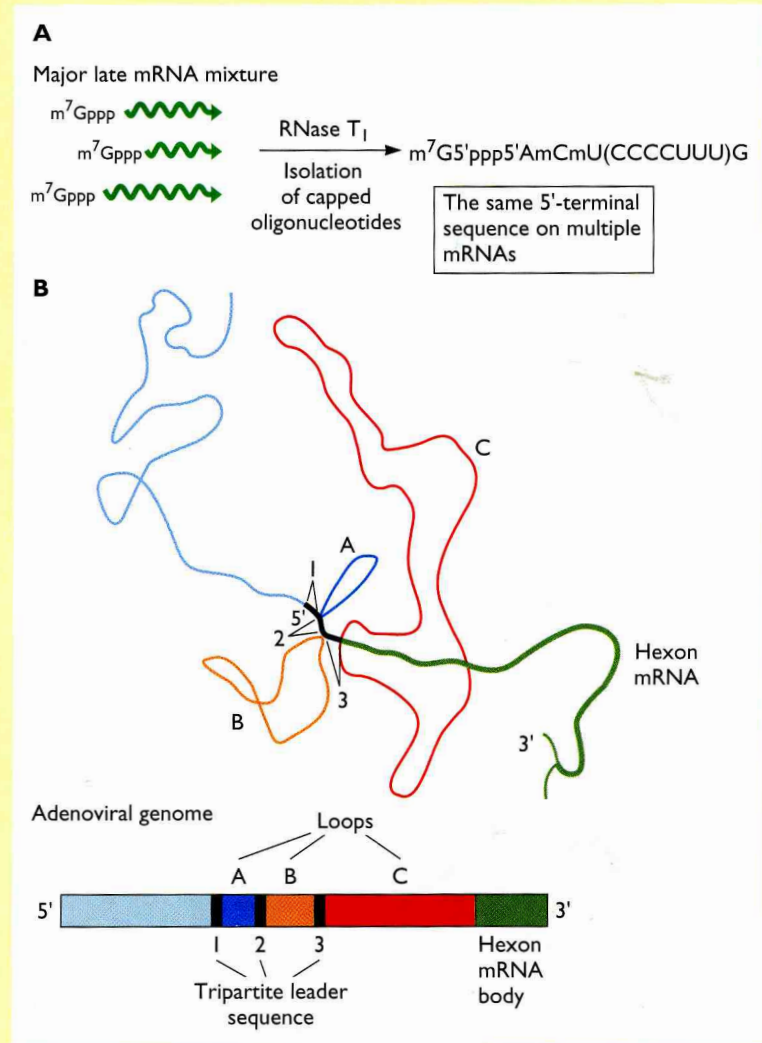 A
Major late mRNA mixture
m⁷Gppp
m⁷Gppp
m⁷Gppp
RNase T₁
Isolation
of capped
oligonucleotides
m⁷G5'ppp5'AmCmU(CCCCUUU)G
The same 5'-terminal
sequence on multiple
mRNAs
B
C
A
1
5'
2
3
B
Hexon
mRNA
3'
Adenoviral genome
Loops
A B C
5' 3'
1 2 3
Tripartite leader
sequence
Hexon
mRNA
body